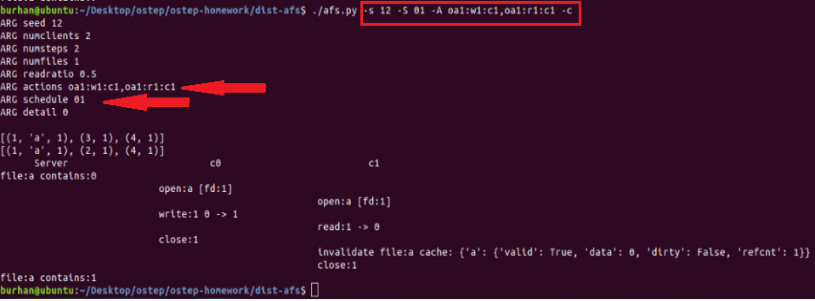 file:a contains:
burhan@ubuntu:~/Desktop/ostep/ostep-homework/dist-afs$ ./afs.py -s 12 -S 01 -A oa1:w1:c1,oa1:r1:c1 -c
ARG seed 12
ARG numclients 2
ARG numsteps 2
ARG numfiles 1
ARG readratio 0.5
ARG actions oa1:w1:c1,oa1:r1:c1
ARG schedule 01
ARG detail 0
[(1, 'a', 1), (3, 1), (4, 1)]
[(1, 'a', 1), (2, 1), (4, 1)]
Server c0 c1
file:a contains:0
open:a [fd:1]
open:a [fd:1]
write:1 0 -> 1
read:1 -> 0
close:1
invalidate file:a cache: {'a': {'valid': True, 'data': 0, 'dirty': False, 'refcnt': 1}}
close:1
file:a contains:1
burhan@ubuntu:~/Desktop/ostep/ostep-homework/dist-afs$